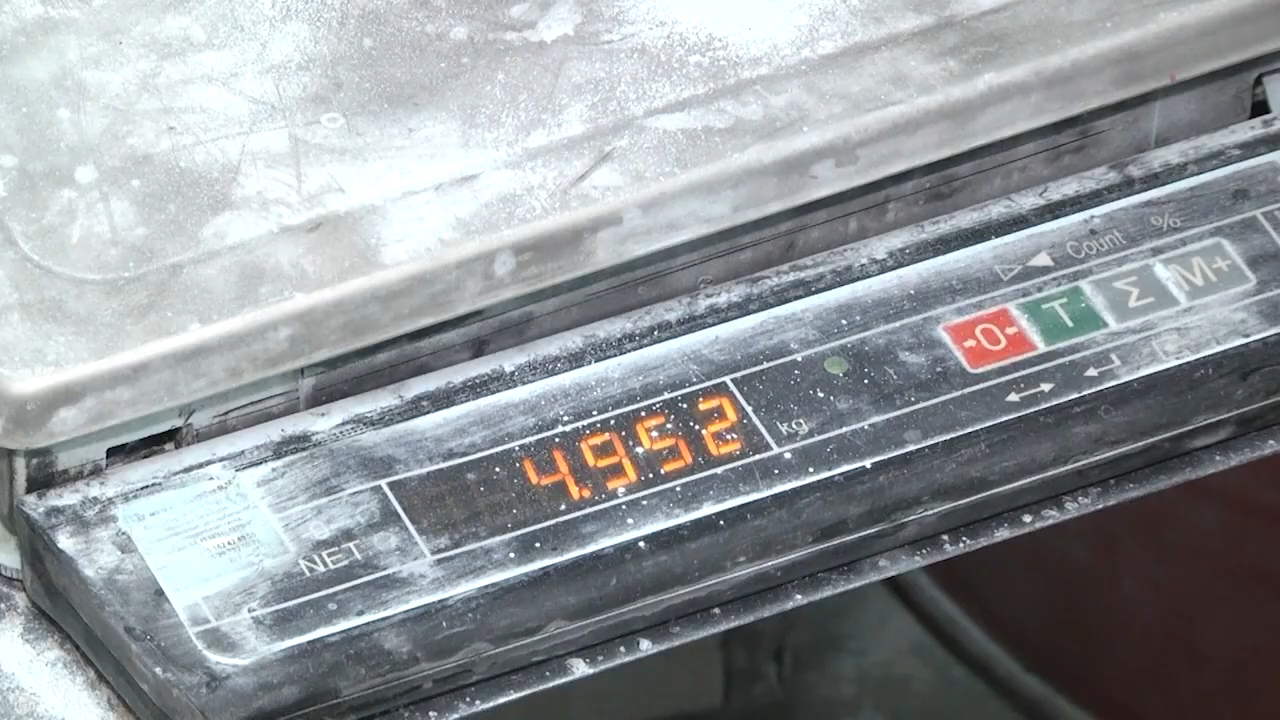 Count %
→0← T Σ M+
4.952 kg
NET